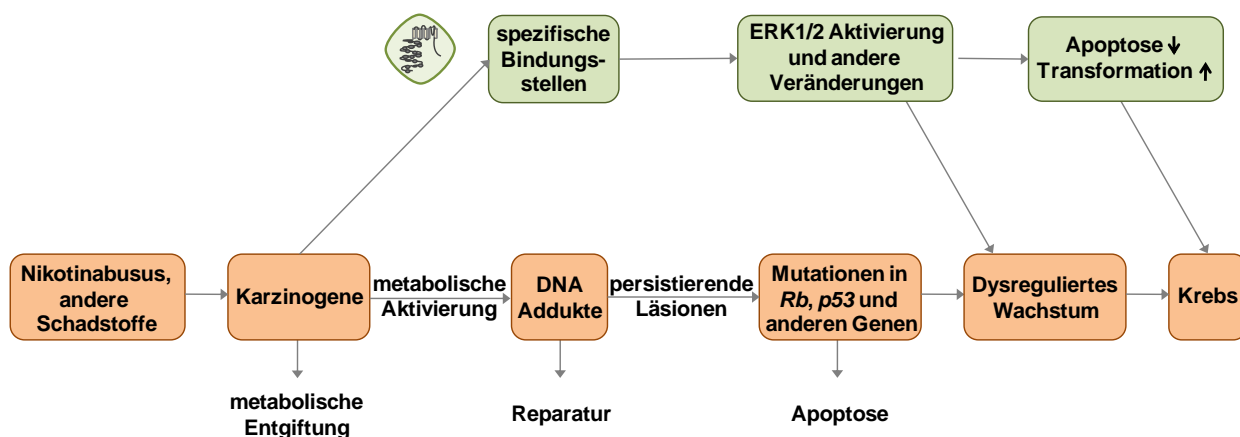 spezifische
Bindungs-
stellen
ERK1/2 Aktivierung
und andere
Veränderungen
Apoptose ↓
Transformation ↑
Nikotinabusus,
andere
Schadstoffe
Karzinogene
metabolische
Aktivierung
DNA
Addukte
persistierende
Läsionen
Mutationen in
Rb, p53 und
anderen Genen
Dysreguliertes
Wachstum
Krebs
metabolische
Entgiftung
Reparatur
Apoptose